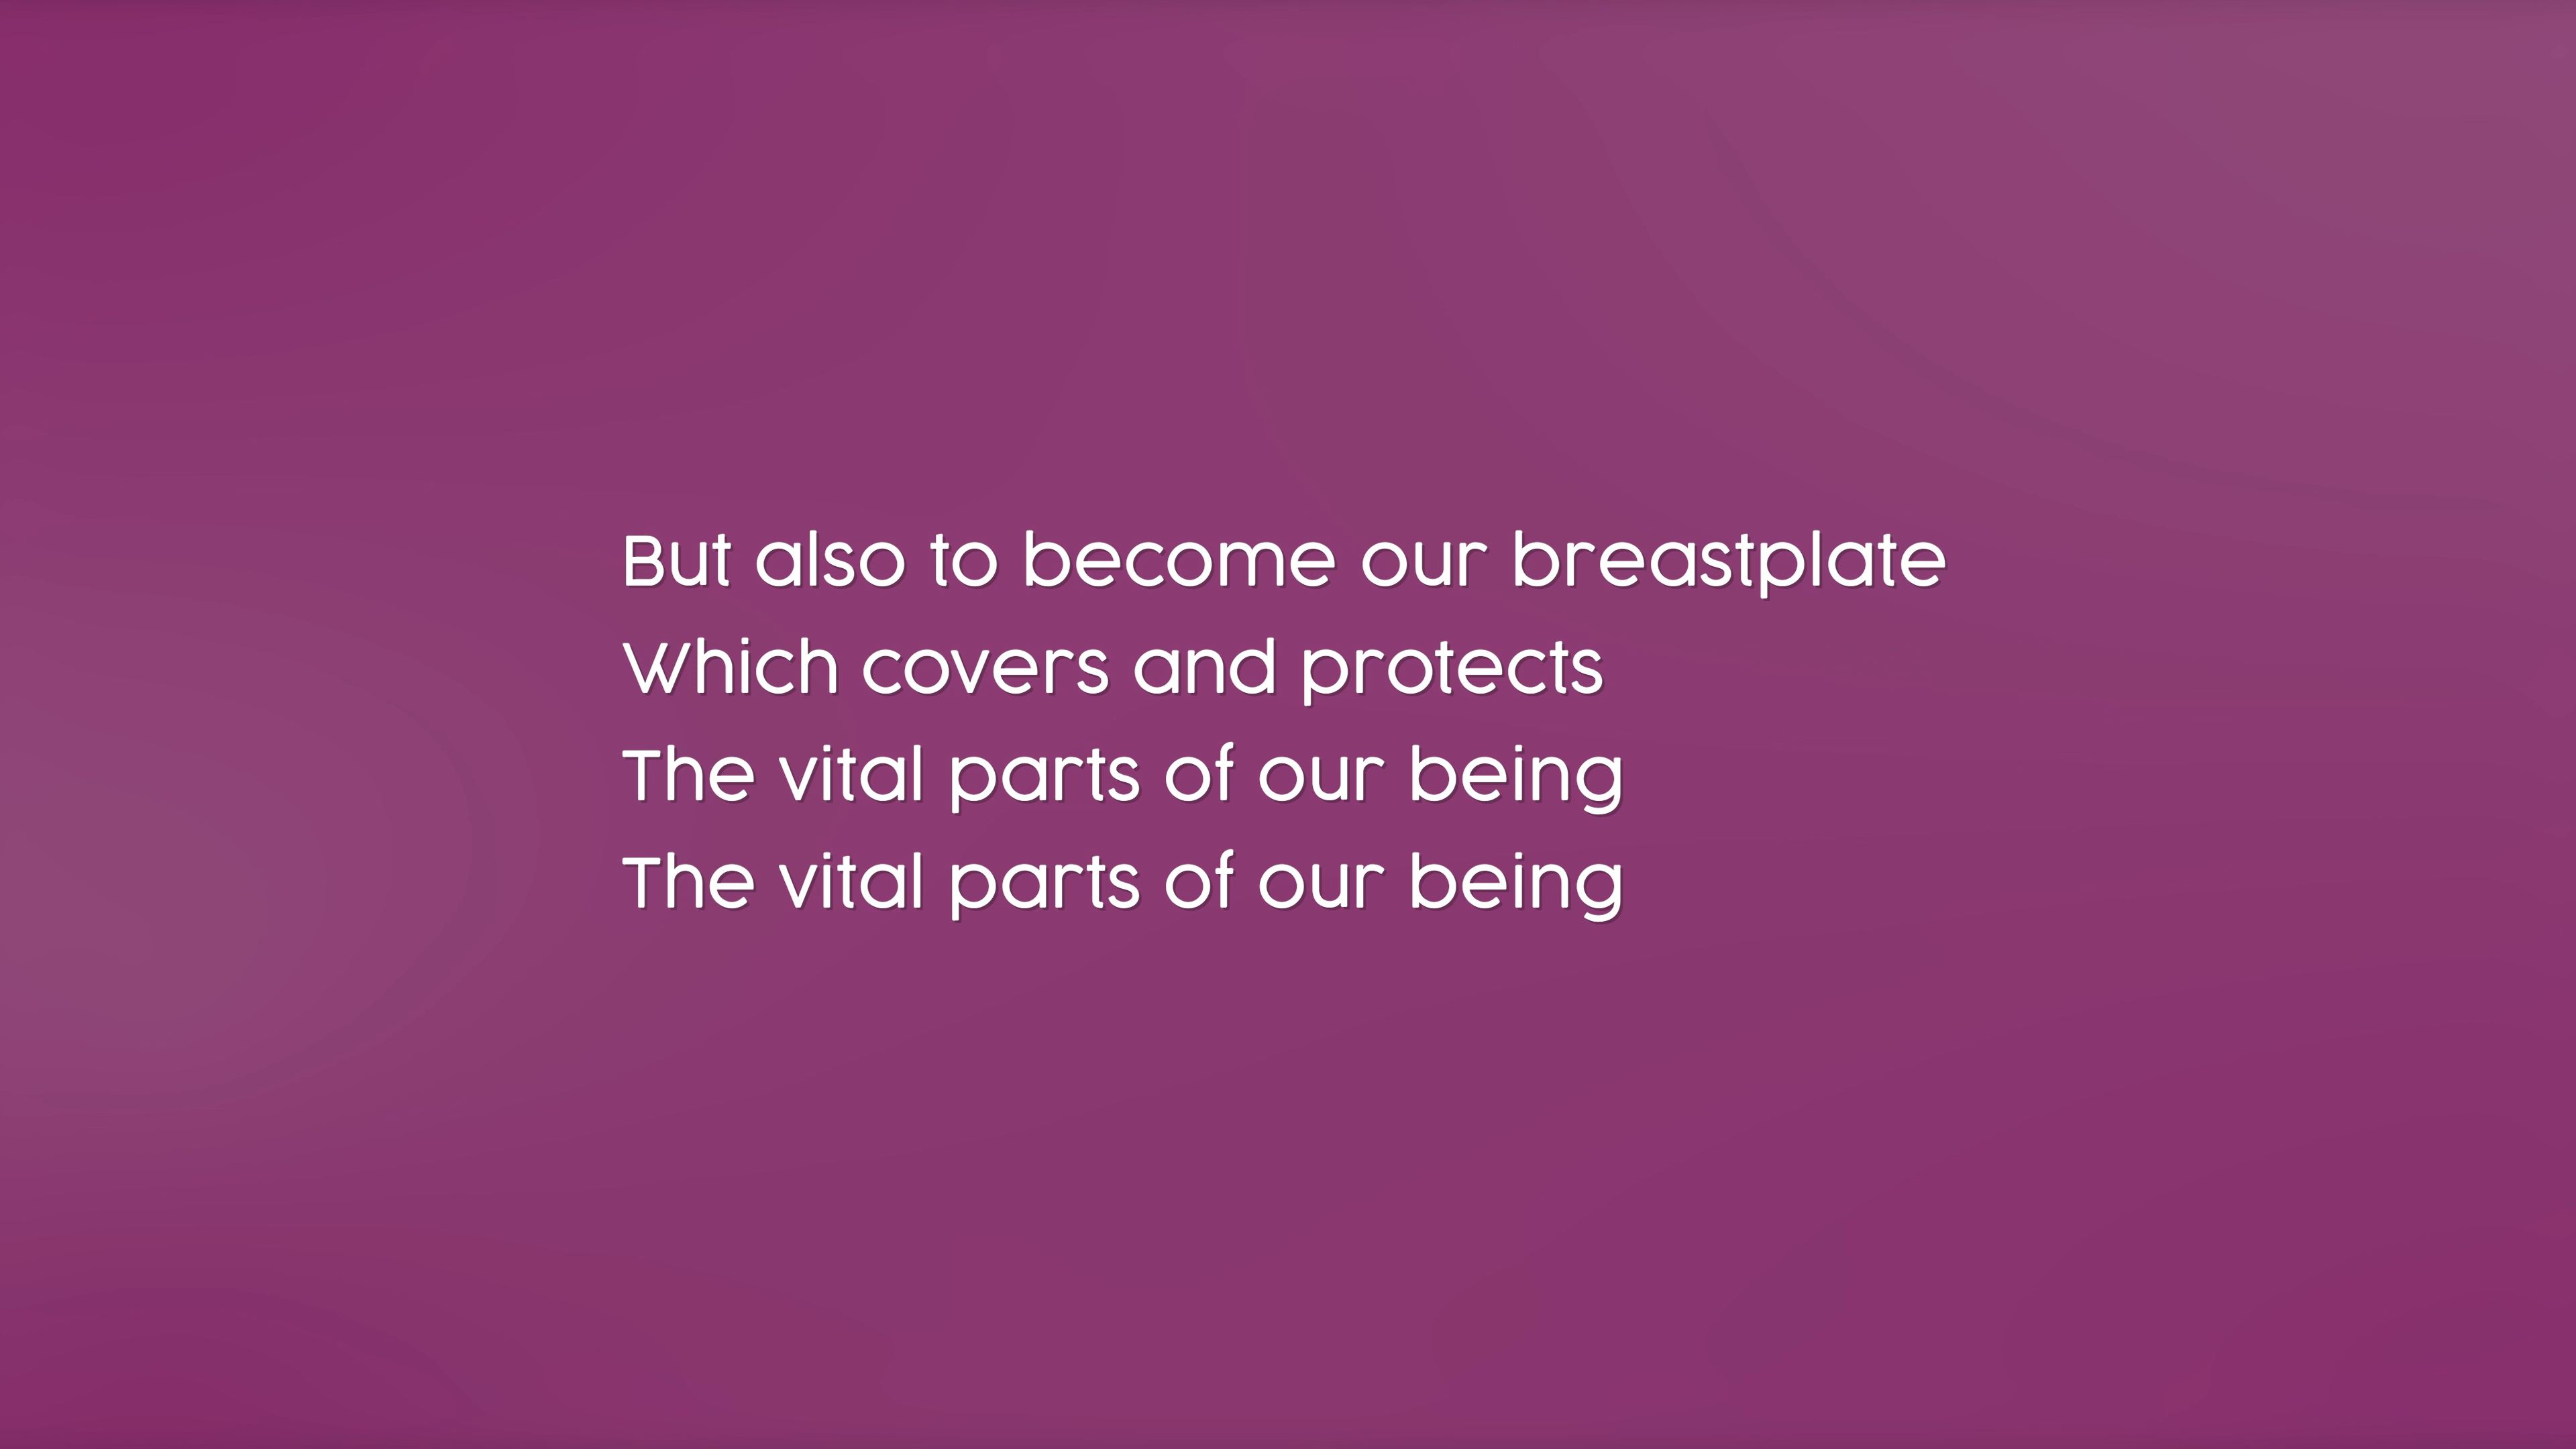 But also to become our breastplate
Which covers and protects
The vital parts of our being
The vital parts of our being